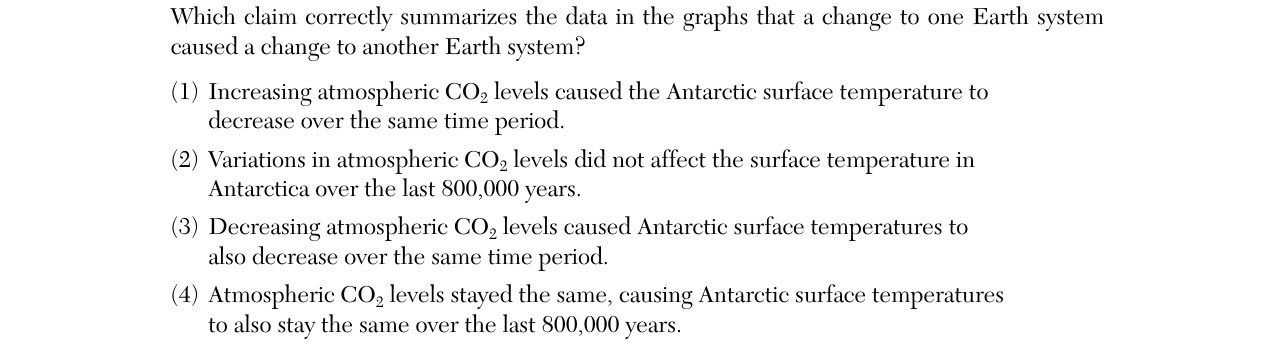 Which claim correctly summarizes the data in the graphs that a change to one Earth system
caused a change to another Earth system?
(1) Increasing atmospheric CO₂ levels caused the Antarctic surface temperature to
decrease over the same time period.
(2) Variations in atmospheric CO₂ levels did not affect the surface temperature in
Antarctica over the last 800,000 years.
(3) Decreasing atmospheric CO₂ levels caused Antarctic surface temperatures to
also decrease over the same time period.
(4) Atmospheric CO₂ levels stayed the same, causing Antarctic surface temperatures
to also stay the same over the last 800,000 years.